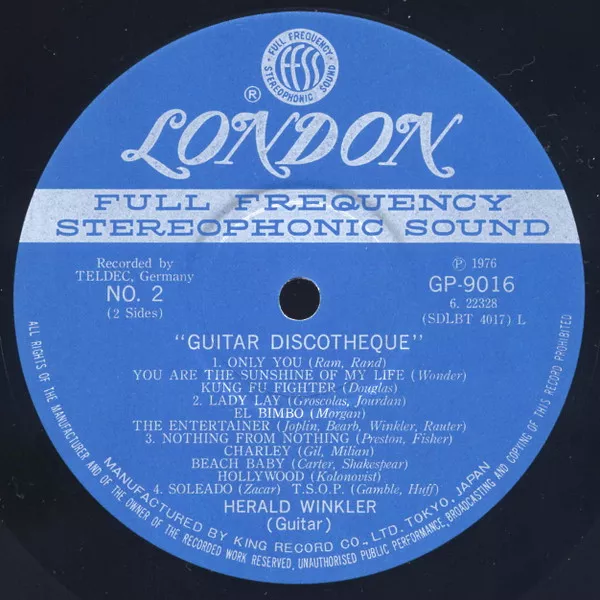 FULL FREQUENCY
ffss
STEREOPHONIC SOUND
®
LONDON
FULL FREQUENCY
STEREOPHONIC SOUND
Recorded by
TELDEC, Germany
NO. 2
(2 Sides)
℗ 1976
GP-9016
6. 22328
(SDLBT 4017) L
"GUITAR DISCOTHEQUE"
1. ONLY YOU (Ram, Rand)
YOU ARE THE SUNSHINE OF MY LIFE (Wonder)
KUNG FU FIGHTER (Douglas)
2. LADY LAY (Groscolas, Jourdan)
EL BIMBO (Morgan)
THE ENTERTAINER (Joplin, Bearb, Winkler, Rauter)
3. NOTHING FROM NOTHING (Preston, Fisher)
CHARLEY (Gil, Milian)
BEACH BABY (Carter, Shakespear)
HOLLYWOOD (Kolonovist)
4. SOLEADO (Zacar) T.S.O.P. (Gamble, Huff)
HERALD WINKLER
(Guitar)
MANUFACTURED BY KING RECORD CO., LTD. TOKYO, JAPAN
ALL RIGHTS OF THE MANUFACTURER AND OF THE OWNER OF THE RECORDED WORK RESERVED, UNAUTHORISED PUBLIC PERFORMANCE, BROADCASTING AND COPYING OF THIS RECORD PROHIBITED